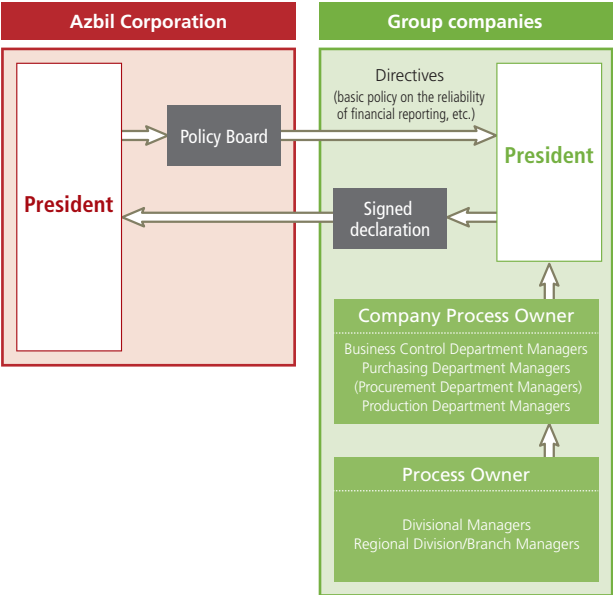 Azbil Corporation
Group companies
Directives
(basic policy on the reliability
of financial reporting, etc.)
Policy Board
President
President
Signed
declaration
Company Process Owner
Business Control Department Managers
Purchasing Department Managers
(Procurement Department Managers)
Production Department Managers
Process Owner
Divisional Managers
Regional Division/Branch Managers